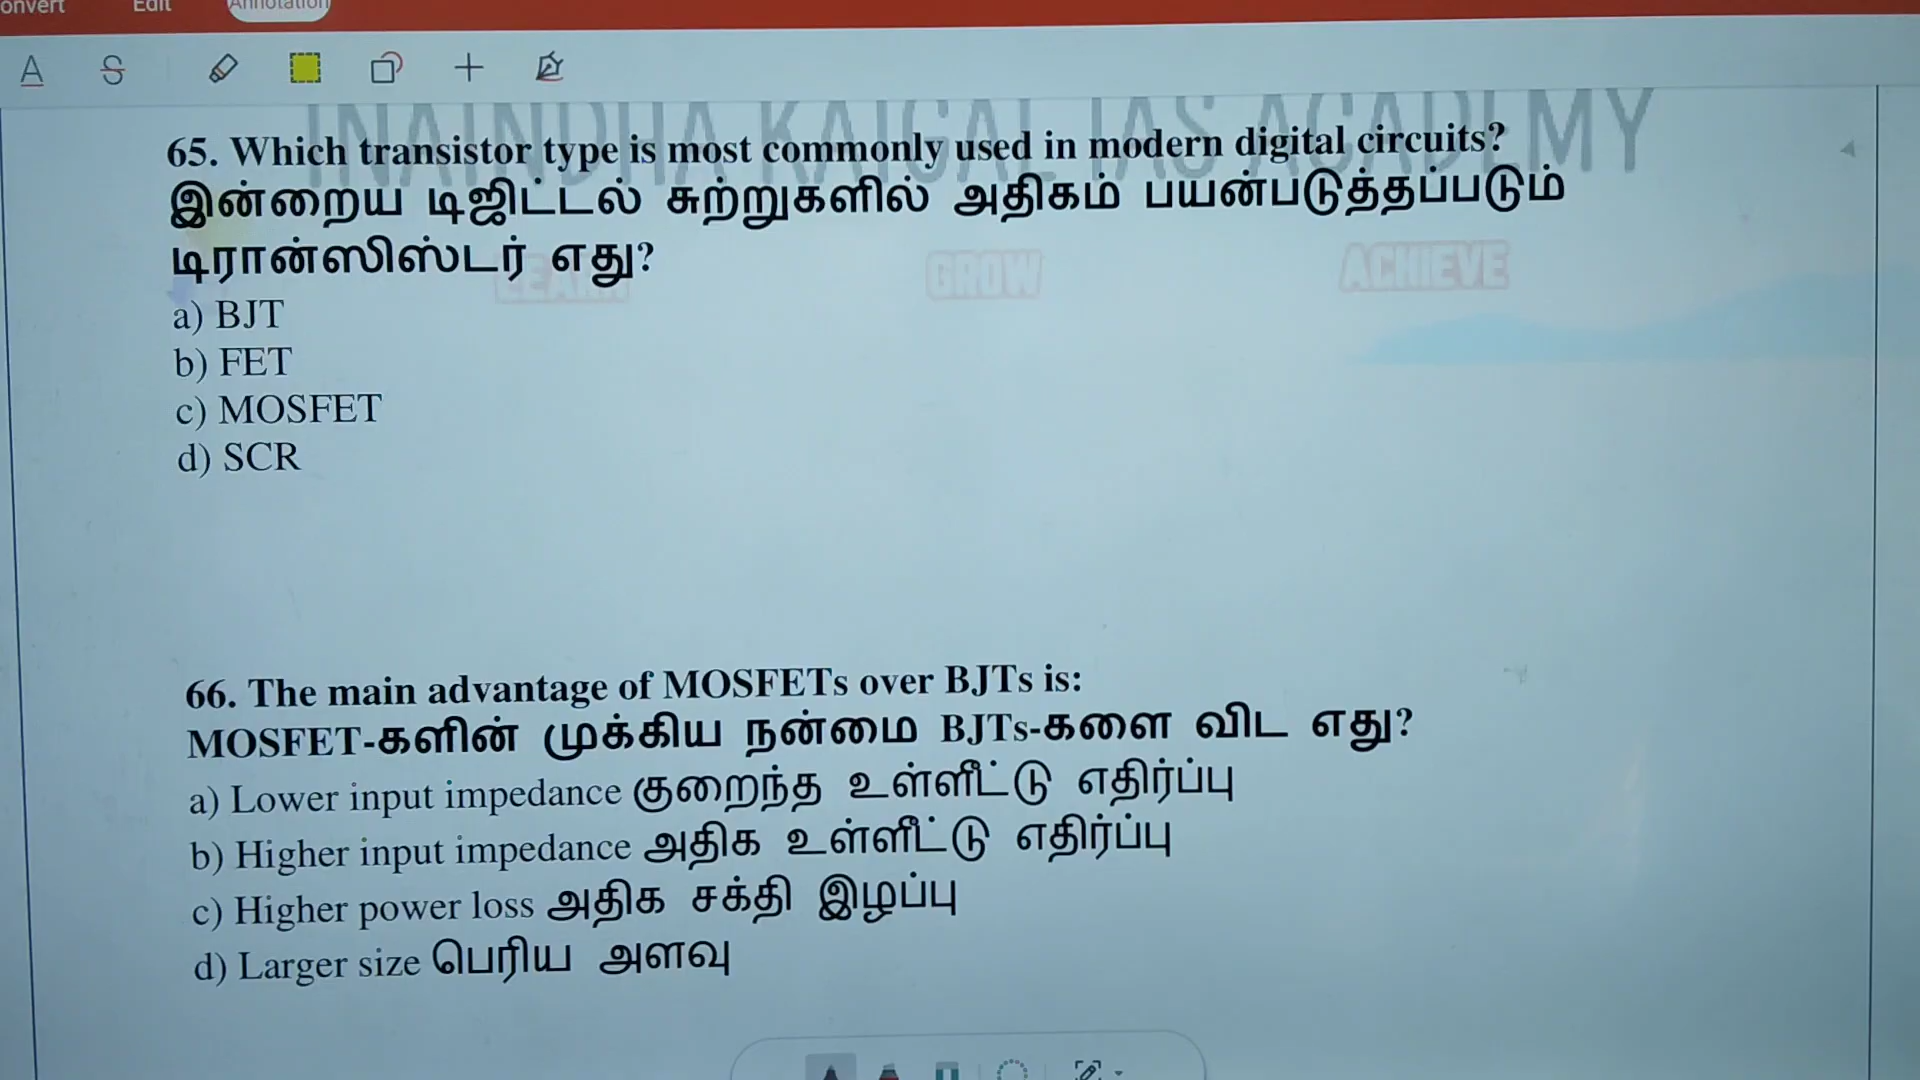 onvert Edit Annotation
INAINDHA KAIGAL IAS ACADEMY
65. Which transistor type is most commonly used in modern digital circuits?
இன்றைய டிஜிட்டல் சுற்றுகளில் அதிகம் பயன்படுத்தப்படும்
டிரான்ஸிஸ்டர் எது?
LEARN GROW ACHIEVE
a) BJT
b) FET
c) MOSFET
d) SCR
66. The main advantage of MOSFETs over BJTs is:
MOSFET-களின் முக்கிய நன்மை BJTs-களை விட எது?
a) Lower input impedance குறைந்த உள்ளீட்டு எதிர்ப்பு
b) Higher input impedance அதிக உள்ளீட்டு எதிர்ப்பு
c) Higher power loss அதிக சக்தி இழப்பு
d) Larger size பெரிய அளவு